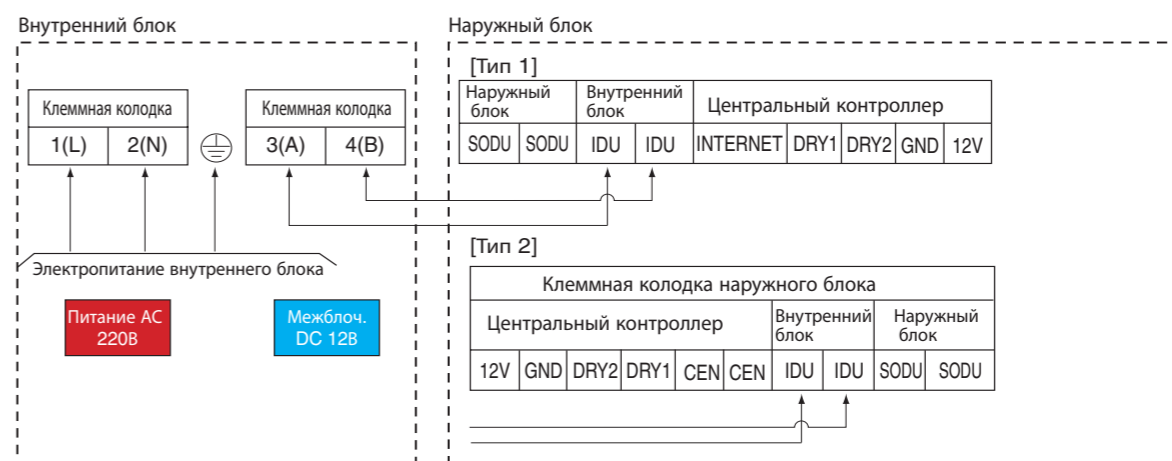 Внутренний блок
Клеммная колодка
1(L) 2(N)
Клеммная колодка
3(A) 4(B)
Электропитание внутреннего блока
Питание AC
220В
Межблоч.
DC 12В
Наружный блок
[Тип 1]
Наружный
блок
Внутренний
блок
Центральный контроллер
SODU SODU IDU IDU INTERNET DRY1 DRY2 GND 12V
[Тип 2]
Клеммная колодка наружного блока
Центральный контроллер
Внутренний
блок
Наружный
блок
12V GND DRY2 DRY1 CEN CEN IDU IDU SODU SODU